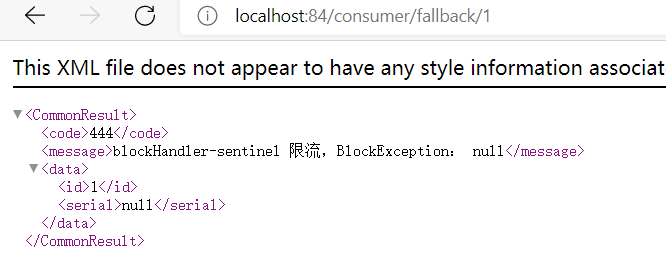 localhost:84/consumer/fallback/1
This XML file does not appear to have any style information associat
<CommonResult>
<code>444</code>
<message>blockHandler-sentinel 限流，BlockException： null</message>
<data>
<id>1</id>
<serial>null</serial>
</data>
</CommonResult>